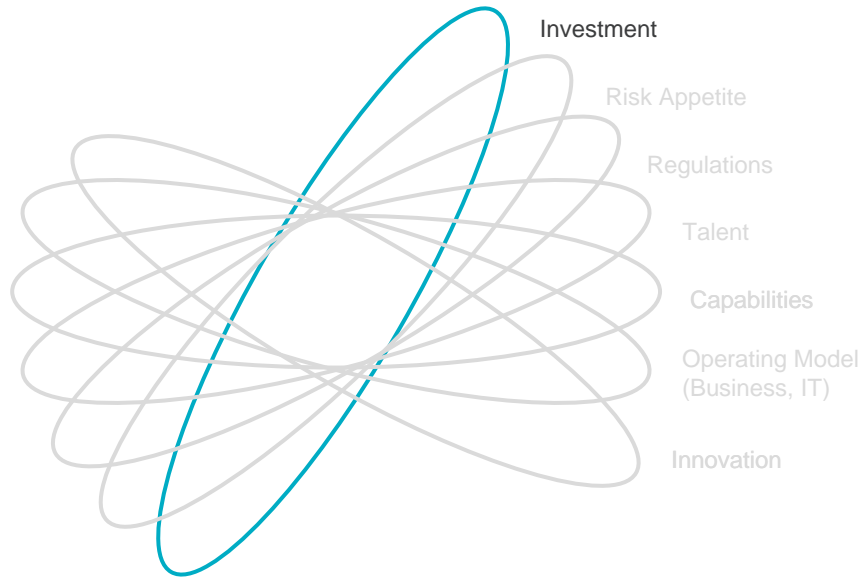 Investment
Risk Appetite
Regulations
Talent
Capabilities
Operating Model
(Business, IT)
Innovation